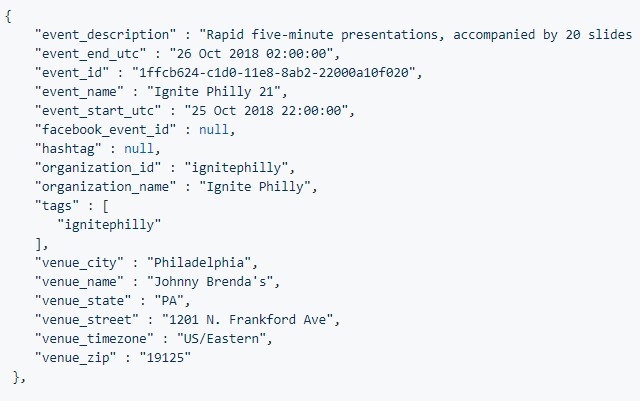 {
"event_description" : "Rapid five-minute presentations, accompanied by 20 slides
"event_end_utc" : "26 Oct 2018 02:00:00",
"event_id" : "1ffcb624-c1d0-11e8-8ab2-22000a10f020",
"event_name" : "Ignite Philly 21",
"event_start_utc" : "25 Oct 2018 22:00:00",
"facebook_event_id" : null,
"hashtag" : null,
"organization_id" : "ignitephilly",
"organization_name" : "Ignite Philly",
"tags" : [
"ignitephilly"
],
"venue_city" : "Philadelphia",
"venue_name" : "Johnny Brenda's",
"venue_state" : "PA",
"venue_street" : "1201 N. Frankford Ave",
"venue_timezone" : "US/Eastern",
"venue_zip" : "19125"
},